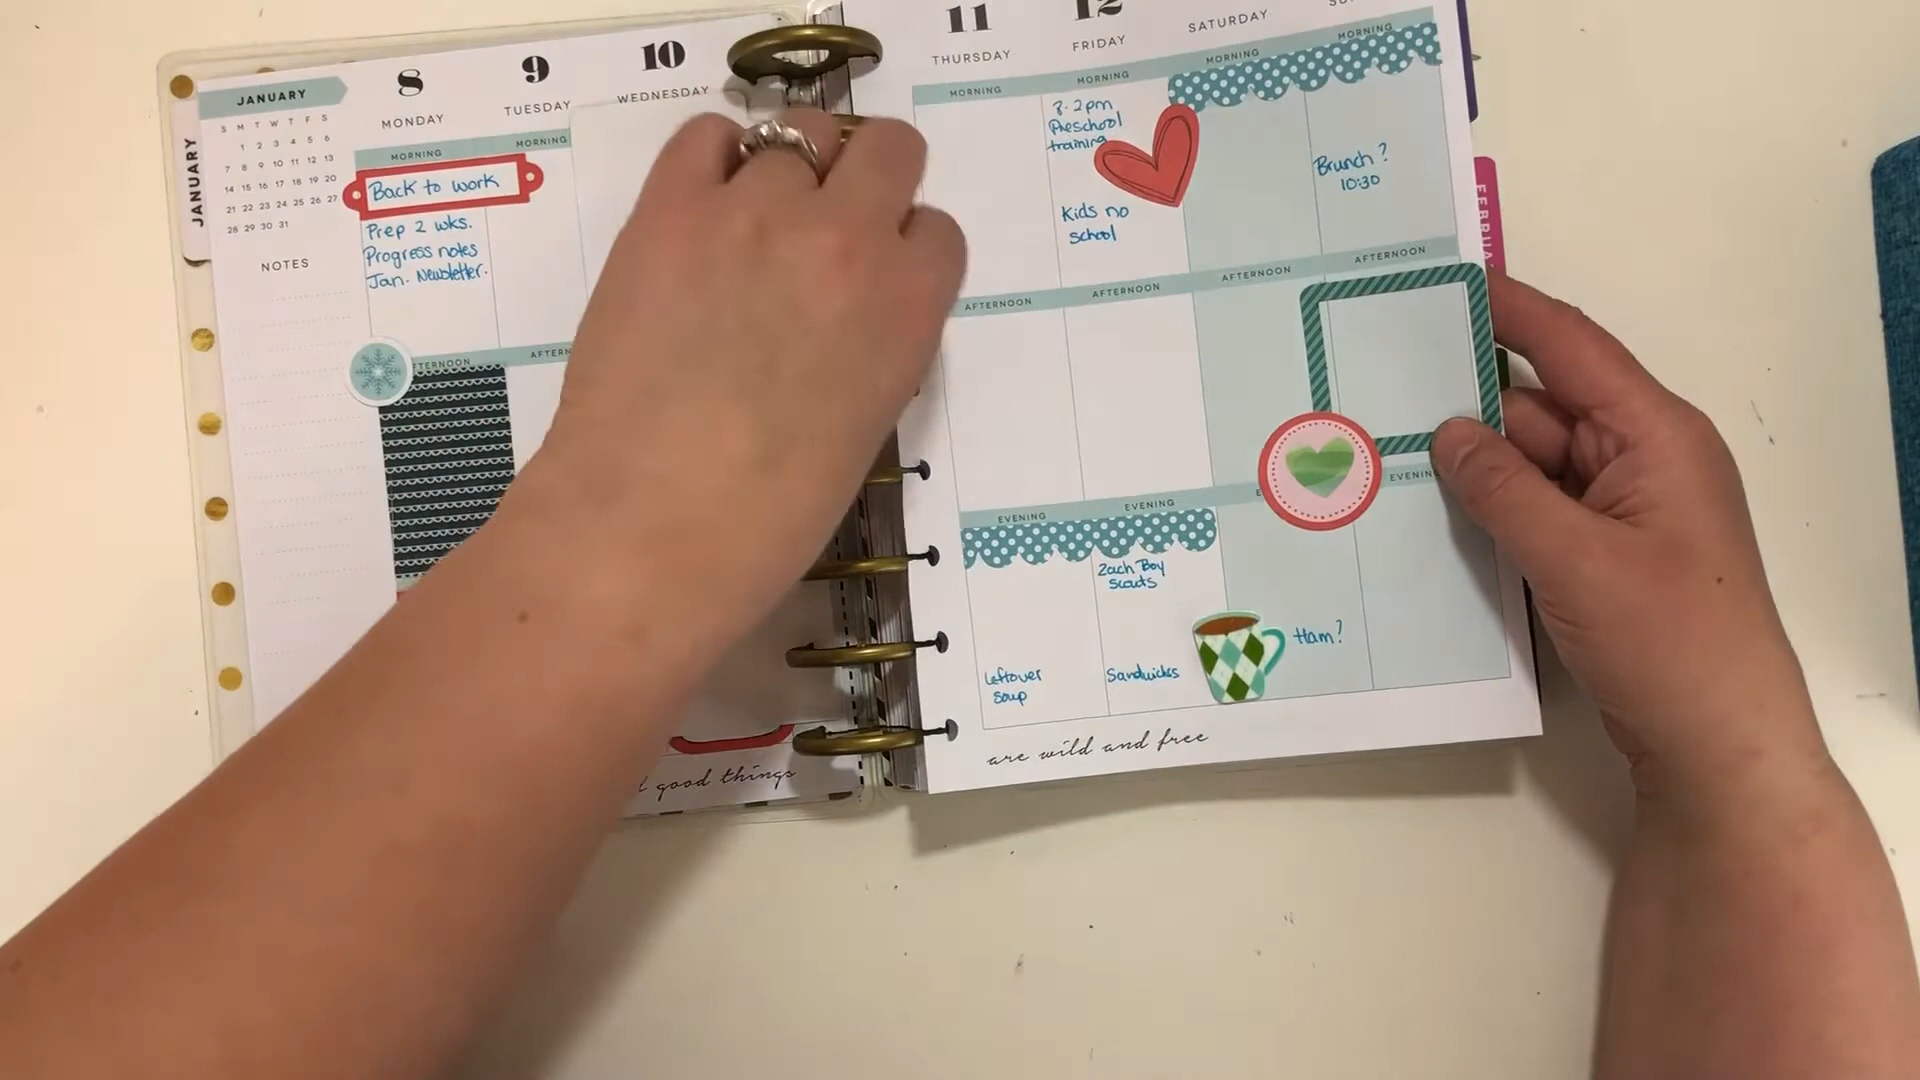 JANUARY
S M T W T F S
1 2 3 4 5 6
7 8 9 10 11 12 13
14 15 16 17 18 19 20
21 22 23 24 25 26 27
28 29 30 31
NOTES
JANUARY
8
MONDAY
9
TUESDAY
10
WEDNESDAY
MORNING
MORNING
Back to work
Prep 2 wks.
Progress notes
Jan. Newsletter.
good things
11
THURSDAY
12
FRIDAY
SATURDAY
MORNING
MORNING
MORNING
MORNING
8-2pm
Preschool
training
Kids no
school
Brunch?
10:30
AFTERNOON
AFTERNOON
AFTERNOON
AFTERNOON
EVENING
EVENING
Zach Boy
scouts
Leftover
soup
Sandwichs
Ham?
are wild and free